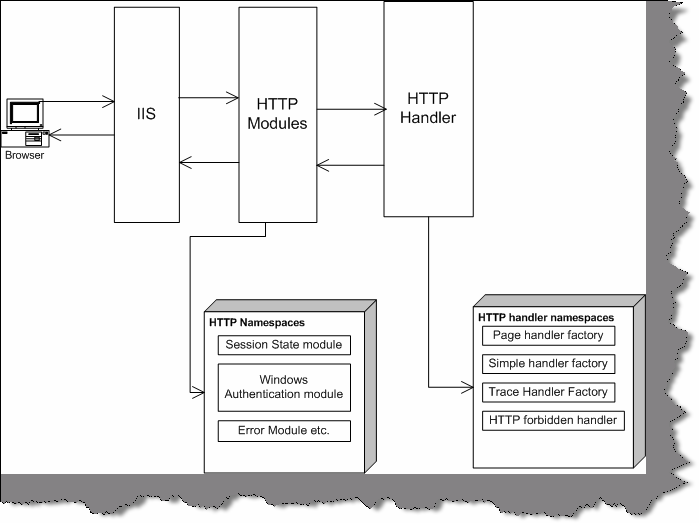 IIS
HTTP
Modules
HTTP
Handler
Browser
HTTP Namespaces
Session State module
Windows
Authentication module
Error Module etc.
HTTP handler namespaces
Page handler factory
Simple handler factory
Trace Handler Factory
HTTP forbidden handler